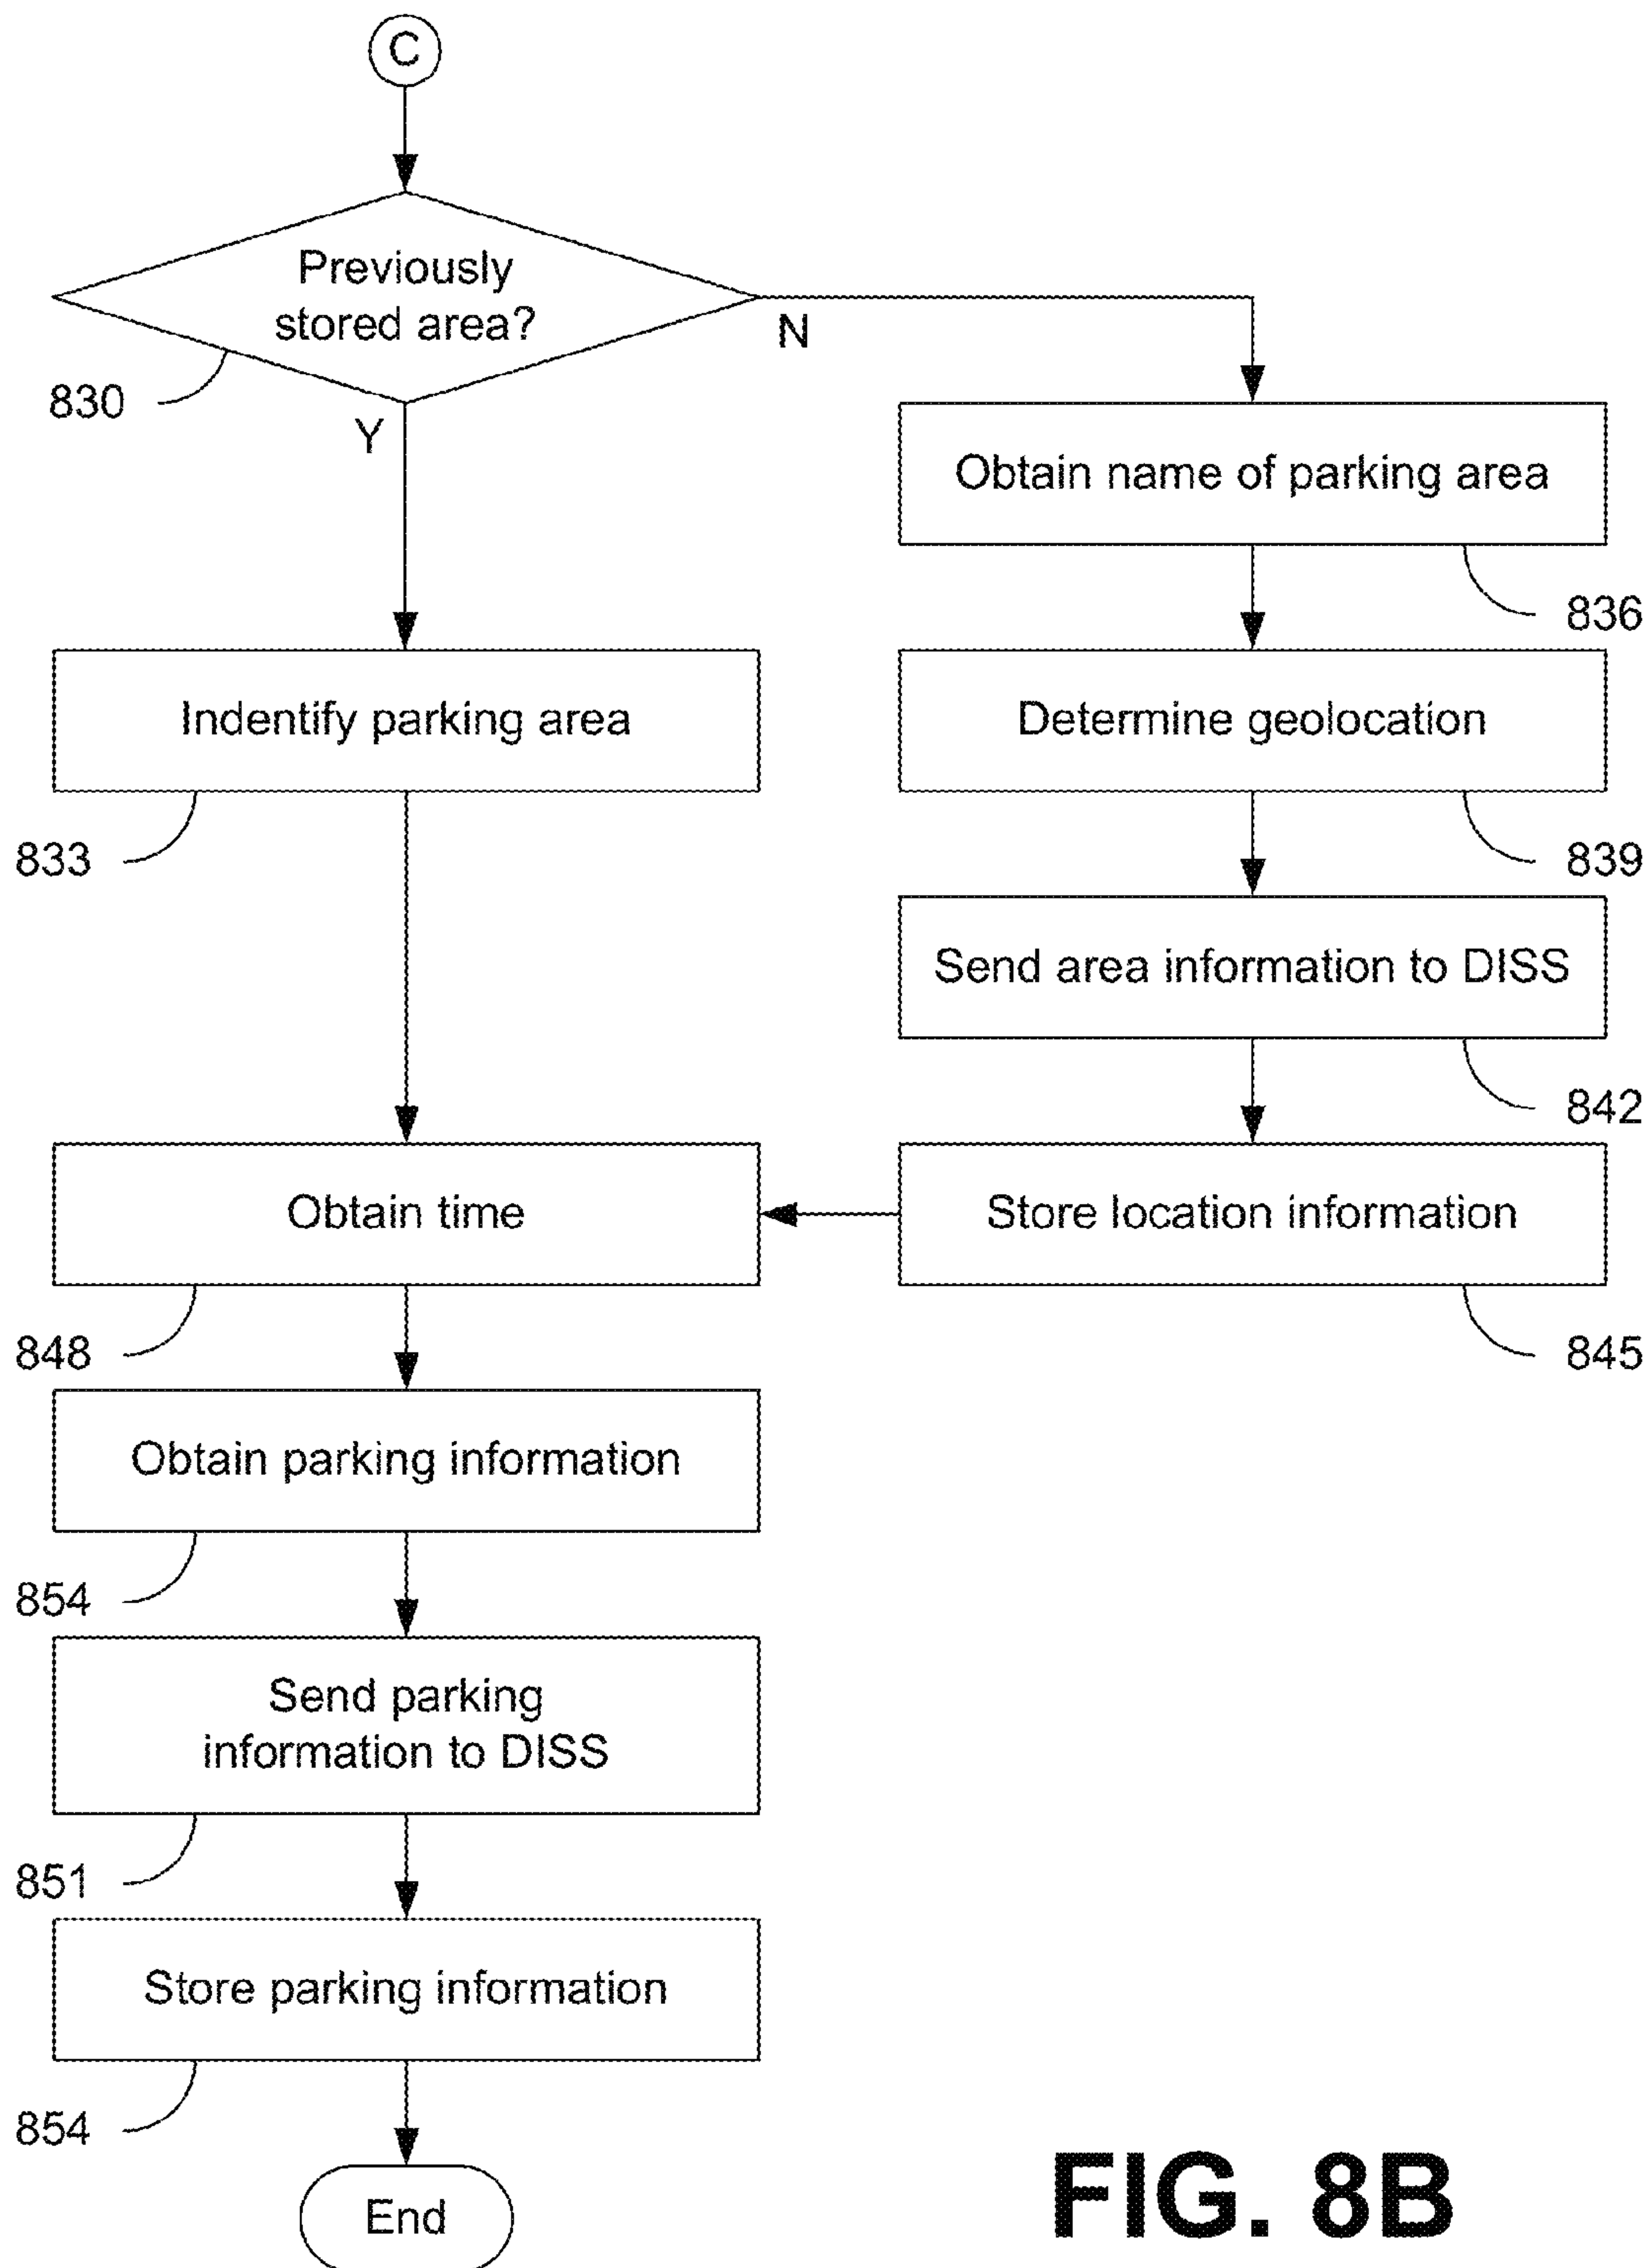 C
Previously
stored area?
N
830
Y
Obtain name of parking area
836
Indentify parking area
Determine geolocation
833
839
Send area information to DISS
842
Obtain time
Store location information
848
845
Obtain parking information
854
Send parking
information to DISS
851
Store parking information
854
End
FIG. 8B